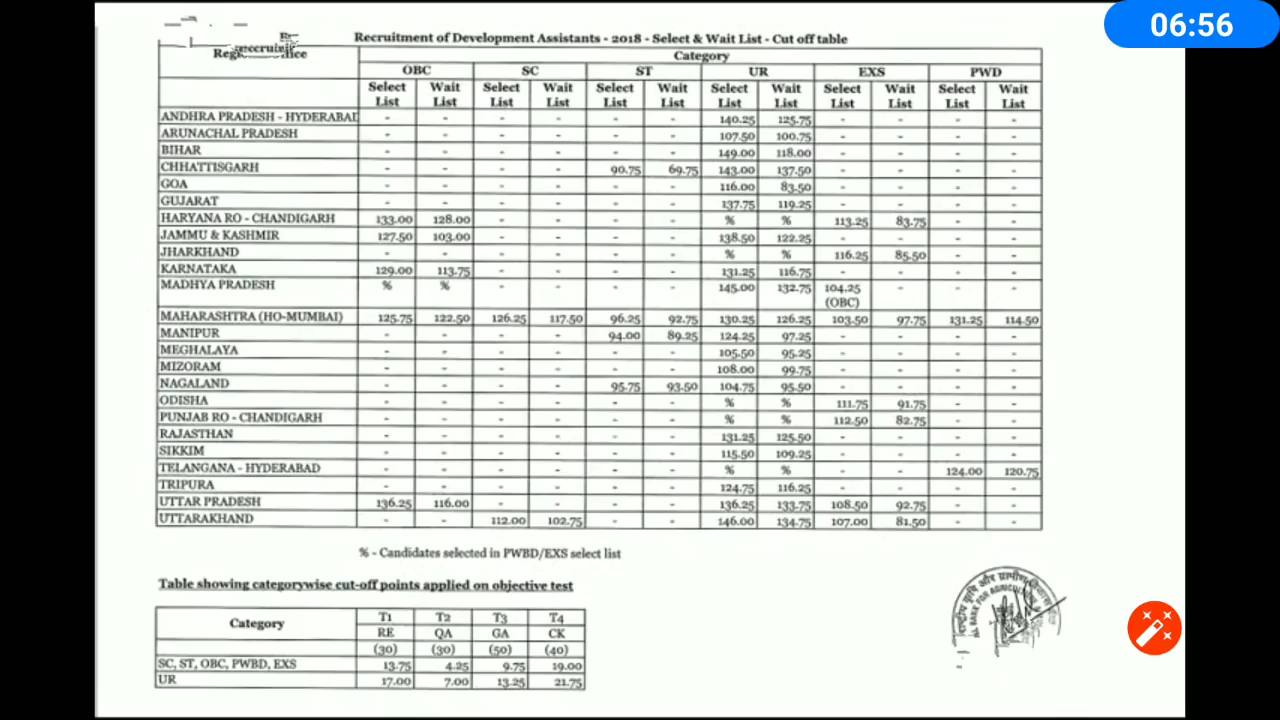 06:56
Recruitment of Development Assistants - 2018 - Select & Wait List - Cut off table
Category
OBC SC ST UR EXS PWD
Select List Wait List Select List Wait List Select List Wait List Select List Wait List Select List Wait List Select List Wait List
ANDHRA PRADESH - HYDERABAD - - - - - - 140.25 125.75 - - - -
ARUNACHAL PRADESH - - - - - - 107.50 100.75 - - - -
BIHAR - - - - - - 149.00 118.00 - - - -
CHHATTISGARH - - - - 90.75 69.75 143.00 137.50 - - - -
GOA - - - - - - 116.00 83.50 - - - -
GUJARAT - - - - - - 137.75 119.25 - - - -
HARYANA RO - CHANDIGARH 133.00 128.00 - - - - % % 113.25 83.75 - -
JAMMU & KASHMIR 127.50 103.00 - - - - 138.50 122.25 - - - -
JHARKHAND - - - - - - % % 116.25 85.50 - -
KARNATAKA 129.00 113.75 - - - - 131.25 116.75 - - - -
MADHYA PRADESH % % - - - - 145.00 132.75 104.25 (OBC) - - -
MAHARASHTRA (HO-MUMBAI) 125.75 122.50 126.25 117.50 96.25 92.75 130.25 126.25 103.50 97.75 131.25 114.50
MANIPUR - - - - 94.00 89.25 124.25 97.25 - - - -
MEGHALAYA - - - - - - 105.50 95.25 - - - -
MIZORAM - - - - - - 108.00 99.75 - - - -
NAGALAND - - - - 95.75 93.50 104.75 95.50 - - - -
ODISHA - - - - - - % % 111.75 91.75 - -
PUNJAB RO - CHANDIGARH - - - - - - % % 112.50 82.75 - -
RAJASTHAN - - - - - - 131.25 125.50 - - - -
SIKKIM - - - - - - 115.50 109.25 - - - -
TELANGANA - HYDERABAD - - - - - - % % - - 124.00 120.75
TRIPURA - - - - - - 124.75 116.25 - - - -
UTTAR PRADESH 136.25 116.00 - - - - 136.25 133.75 108.50 92.75 - -
UTTARAKHAND - - 112.00 102.75 - - 146.00 134.75 107.00 81.50 - -
% - Candidates selected in PWBD/EXS select list
Table showing categorywise cut-off points applied on objective test
Category T1 T2 T3 T4
RE QA GA CK
(30) (30) (50) (40)
SC, ST, OBC, PWBD, EXS 13.75 4.25 9.75 19.00
UR 17.00 7.00 13.25 21.75